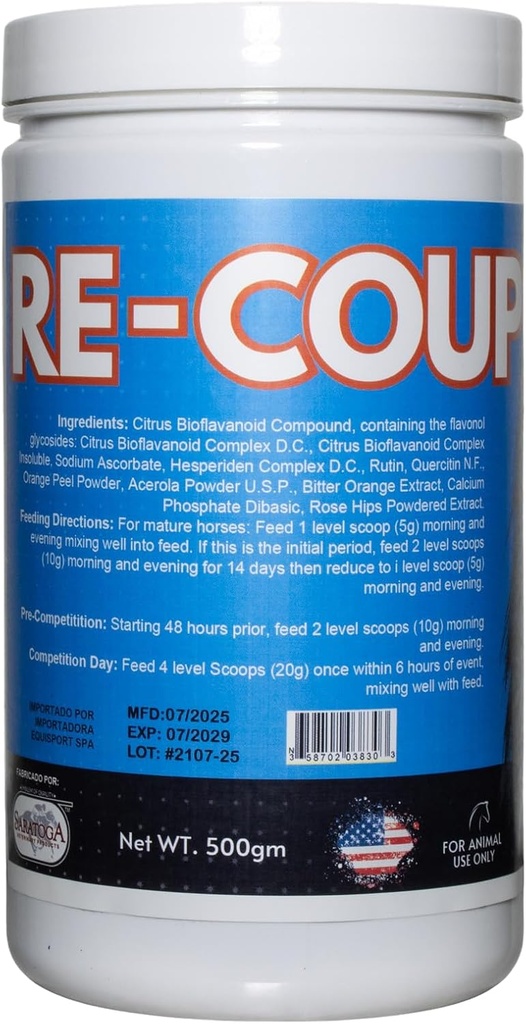 RE-COUP
Ingredients: Citrus Bioflavanoid Compound, containing the flavonol
glycosides: Citrus Bioflavanoid Complex D.C., Citrus Bioflavanoid Complex
Insoluble, Sodium Ascorbate, Hesperiden Complex D.C., Rutin, Quercitin N.F.,
Orange Peel Powder, Acerola Powder U.S.P., Bitter Orange Extract, Calcium
Phosphate Dibasic, Rose Hips Powdered Extract.
Feeding Directions: For mature horses: Feed 1 level scoop (5g) morning and
evening mixing well into feed. If this is the initial period, feed 2 level scoops
(10g) morning and evening for 14 days then reduce to i level scoop (5g)
morning and evening.
Pre-Competitition: Starting 48 hours prior, feed 2 level scoops (10g) morning
and evening.
Competition Day: Feed 4 level Scoops (20g) once within 6 hours of event,
mixing well with feed.
IMPORTADO POR
IMPORTADORA
EQUISPORT SPA
MFD:07/2025
EXP: 07/2029
LOT: #2107-25
N
3 58702 03830 3
FABRICADO POR:
SARATOGA
Net WT. 500gm
FOR ANIMAL
USE ONLY